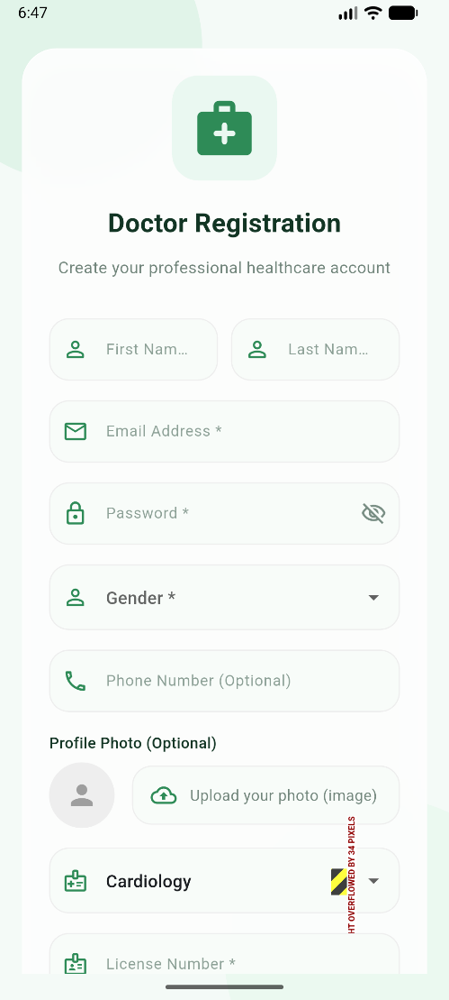 6:47
Doctor Registration
Create your professional healthcare account
First Nam...
Last Nam...
Email Address *
Password *
Gender *
Phone Number (Optional)
Profile Photo (Optional)
Upload your photo (image)
Cardiology
HT OVERFLOWED BY 34 PIXELS
License Number *